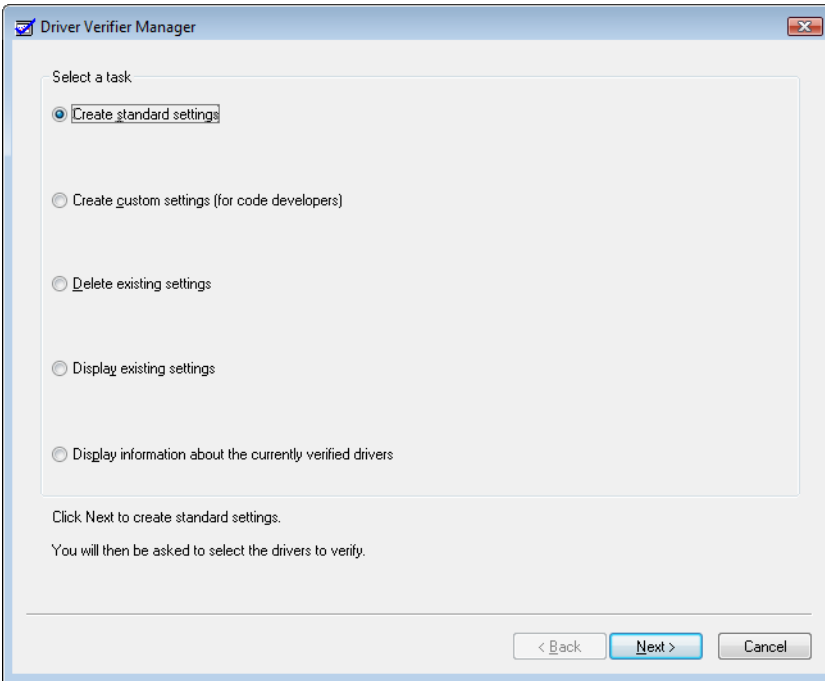 Driver Verifier Manager
Select a task
Create standard settings
Create custom settings (for code developers)
Delete existing settings
Display existing settings
Display information about the currently verified drivers
Click Next to create standard settings.
You will then be asked to select the drivers to verify.
< Back Next > Cancel